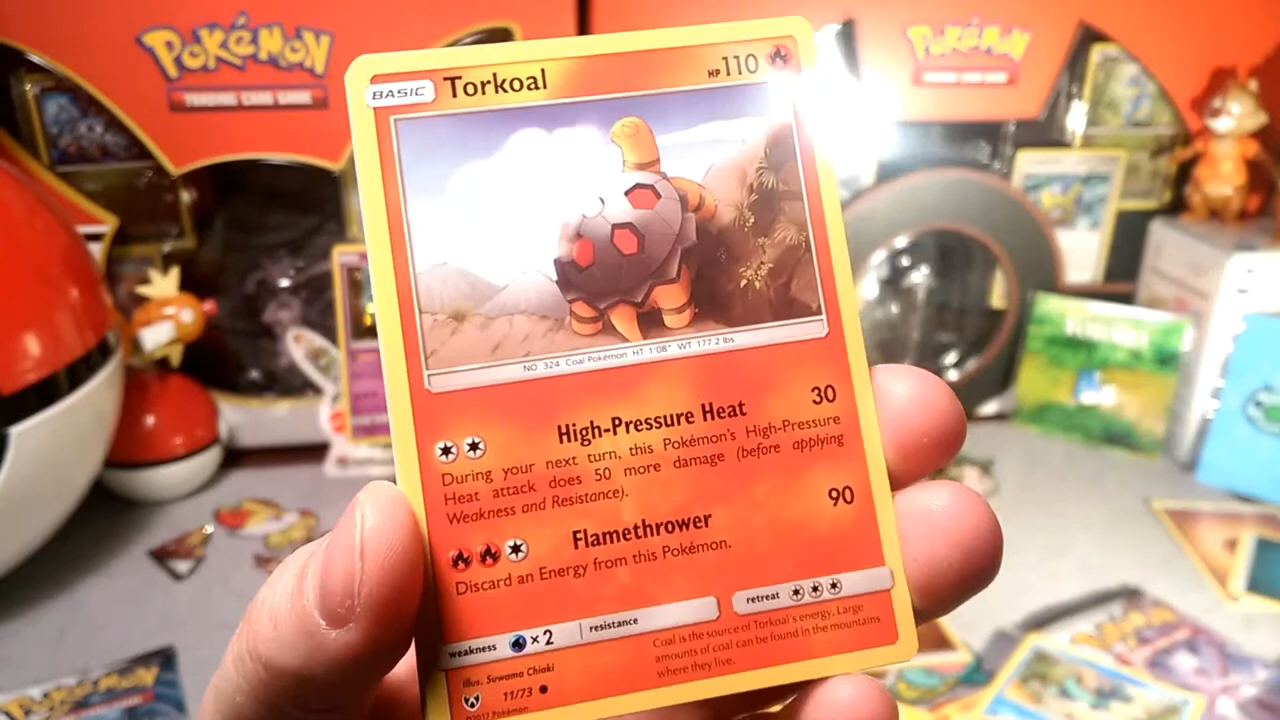 POKéMON
TRADING CARD GAME
POKéMON
BASIC Torkoal HP 110
NO. 324 Coal Pokémon HT 1'08" WT 177.2 lbs
High-Pressure Heat 30
During your next turn, this Pokémon's High-Pressure
Heat attack does 50 more damage (before applying
Weakness and Resistance).
Flamethrower 90
Discard an Energy from this Pokémon.
weakness ×2 resistance retreat
Coal is the source of Torkoal's energy. Large
amounts of coal can be found in the mountains
where they live.
Illus. Suwama Chiaki
11/73
©2017 Pokémon
POKéMON
POKéMON